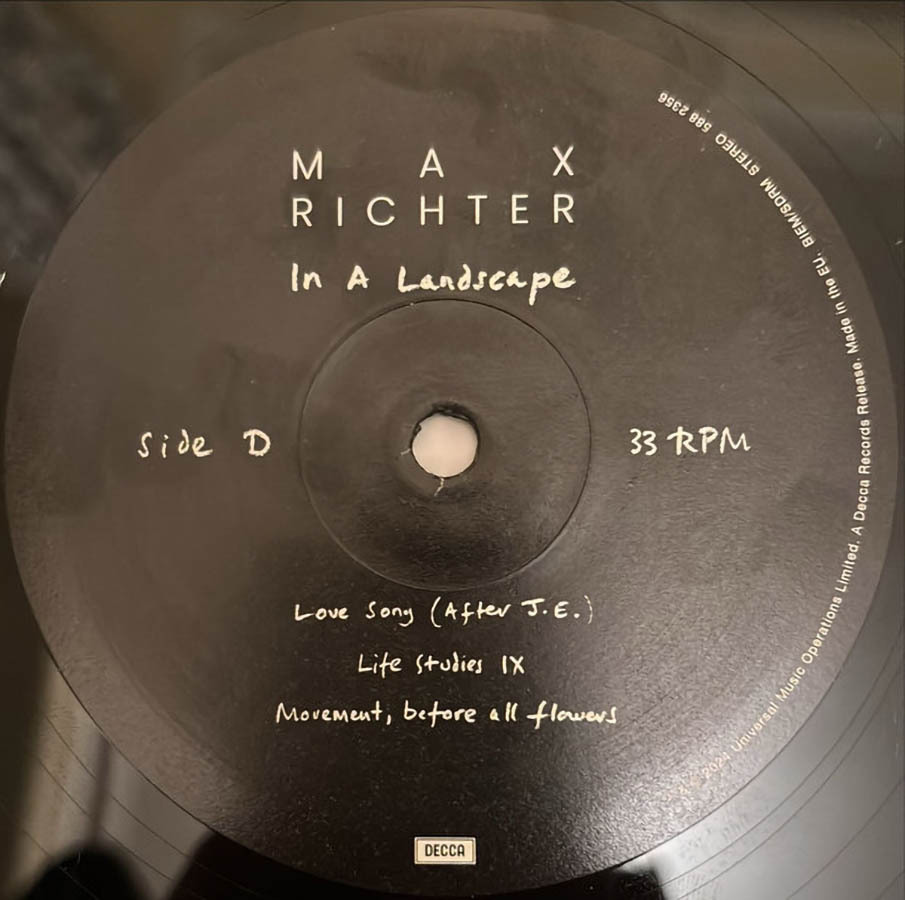 MAX
RICHTER
In A Landscape
Side D
33 RPM
Love Song (After J.E.)
Life Studies IX
Movement, before all flowers
DECCA
Universal Music Operations Limited. A Decca Records Release. Made in the EU. BIEM/SDRM STEREO 588 2356